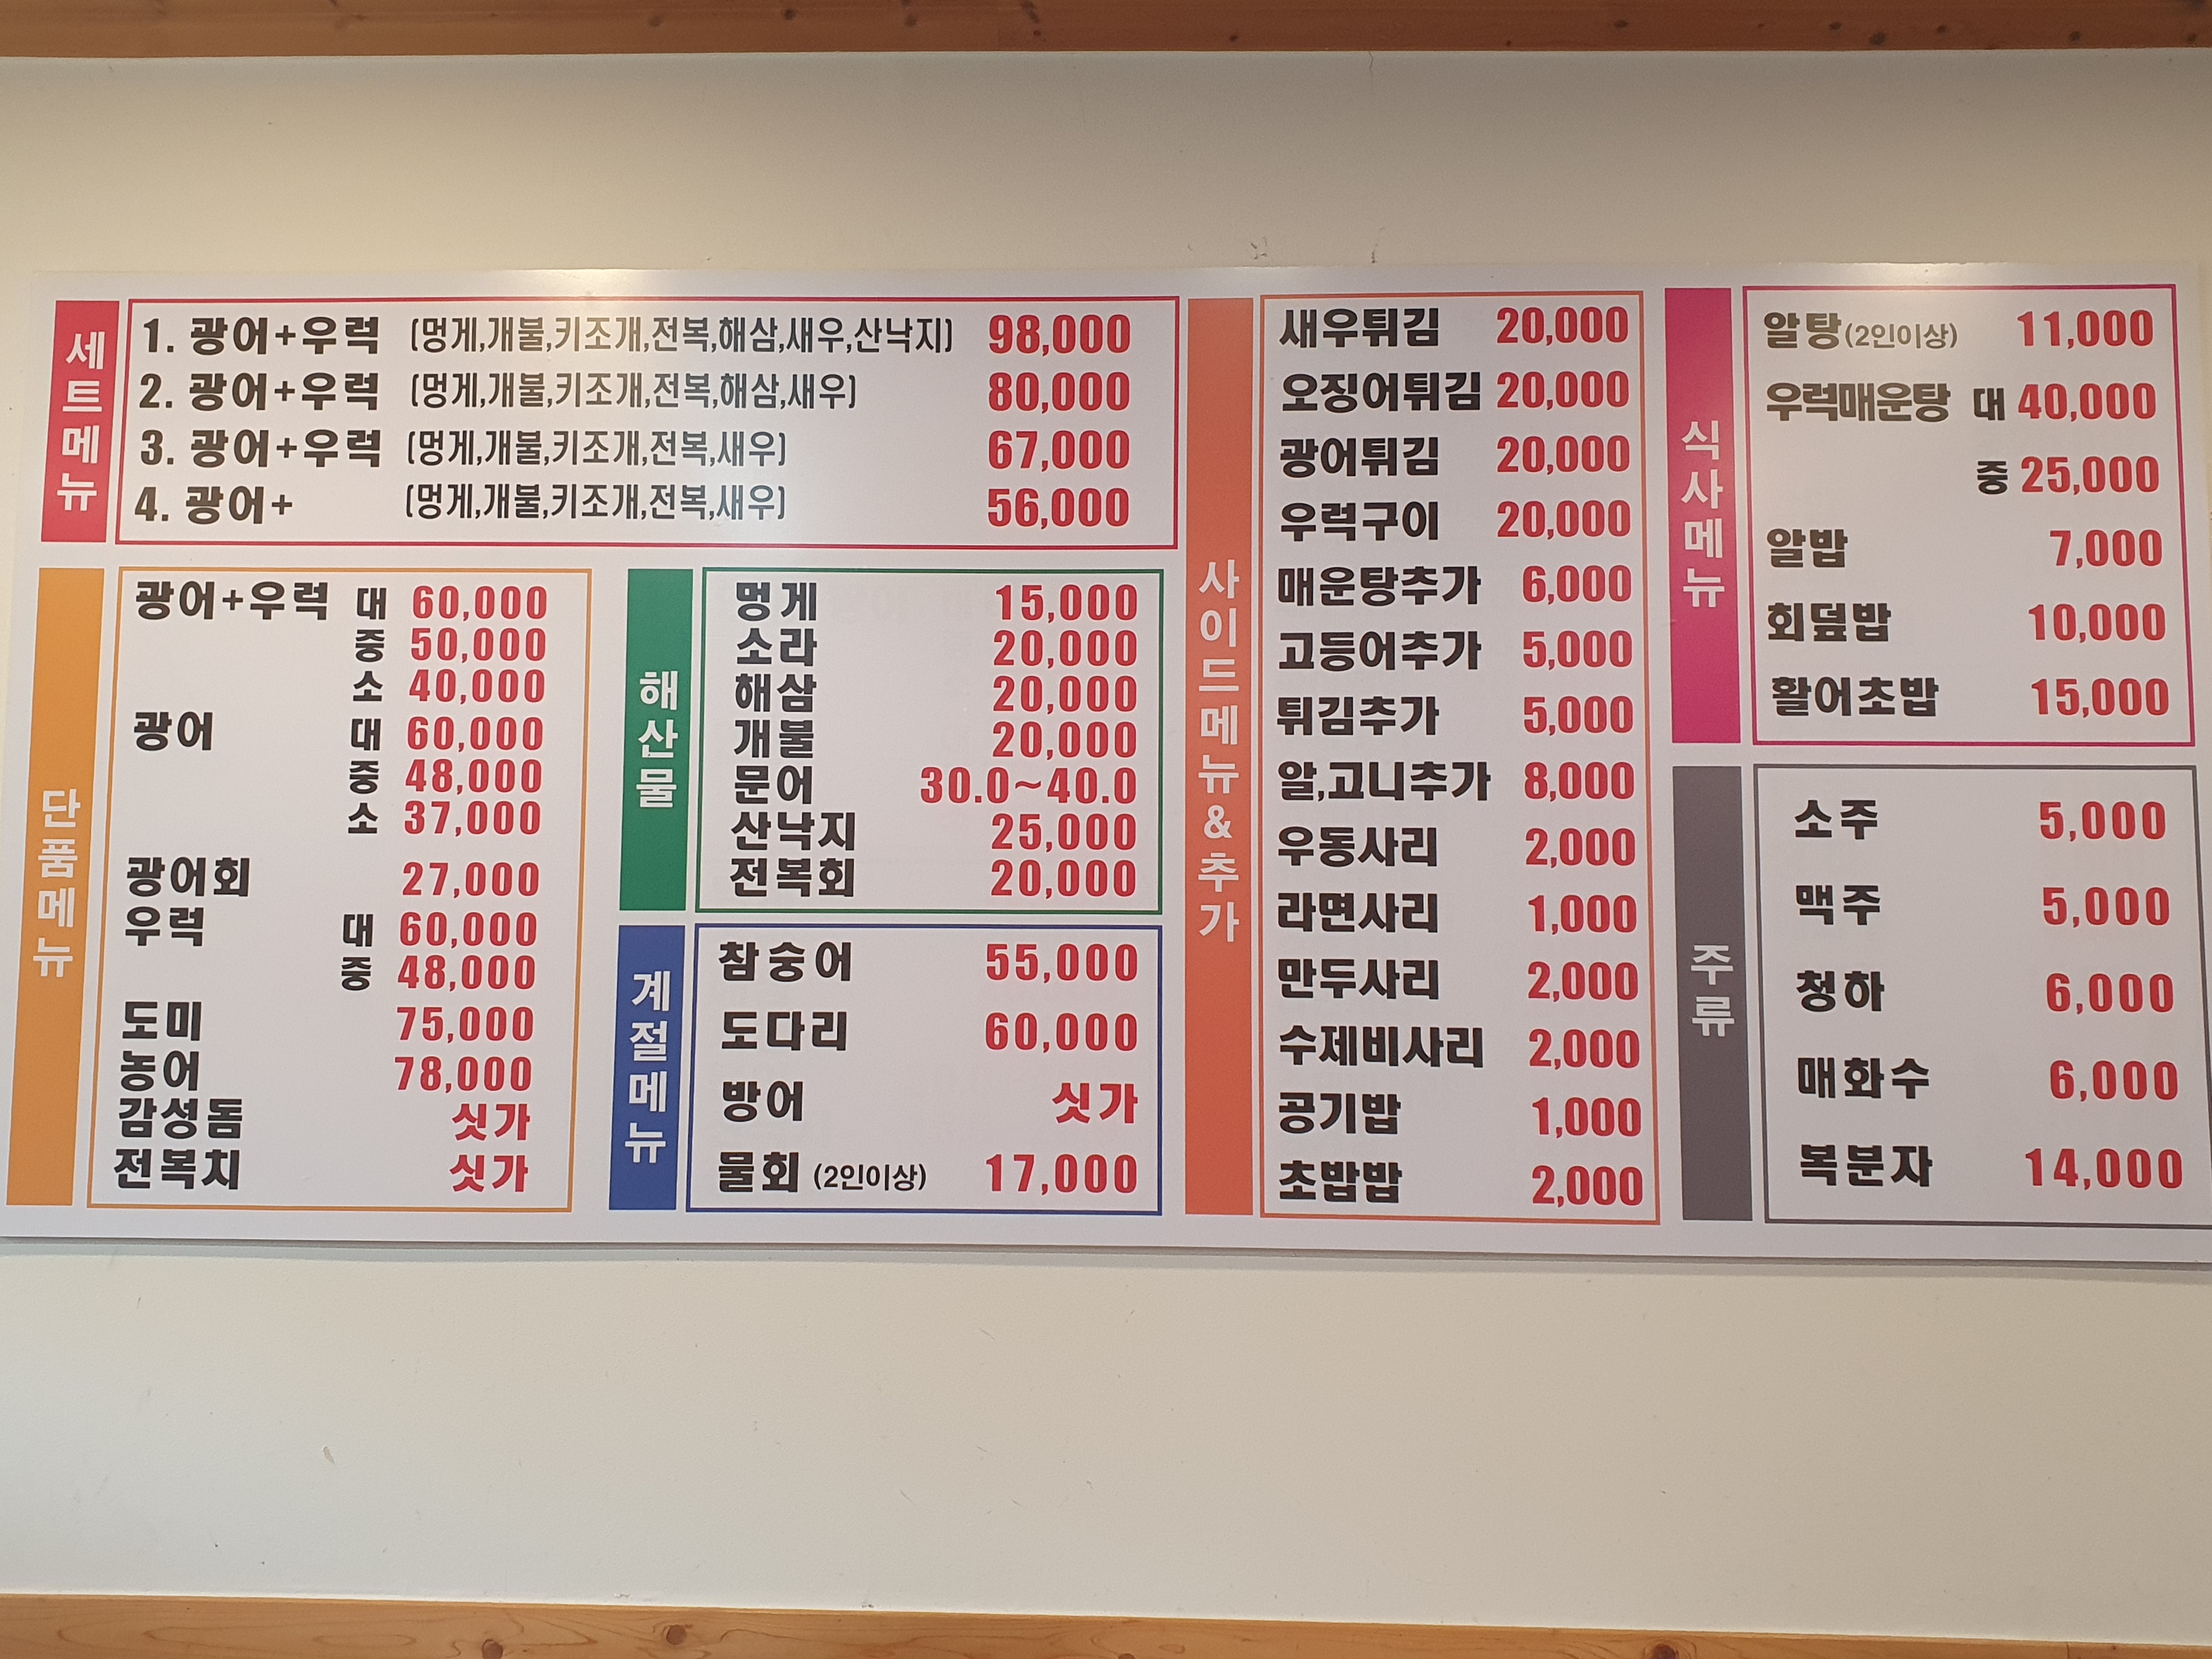 세트메뉴
1. 광어+우럭 (멍게,개불,키조개,전복,해삼,새우,산낙지) 98,000
2. 광어+우럭 (멍게,개불,키조개,전복,해삼,새우) 80,000
3. 광어+우럭 (멍게,개불,키조개,전복,새우) 67,000
4. 광어+ (멍게,개불,키조개,전복,새우) 56,000
단품메뉴
광어+우럭 대 60,000
중 50,000
소 40,000
광어 대 60,000
중 48,000
소 37,000
광어회 27,000
우럭 대 60,000
중 48,000
도미 75,000
농어 78,000
감성돔 싯가
전복치 싯가
해산물
멍게 15,000
소라 20,000
해삼 20,000
개불 20,000
문어 30.0~40.0
산낙지 25,000
전복회 20,000
계절메뉴
참숭어 55,000
도다리 60,000
방어 싯가
물회 (2인이상) 17,000
사이드메뉴&추가
새우튀김 20,000
오징어튀김 20,000
광어튀김 20,000
우럭구이 20,000
매운탕추가 6,000
고등어추가 5,000
튀김추가 5,000
알,고니추가 8,000
우동사리 2,000
라면사리 1,000
만두사리 2,000
수제비사리 2,000
공기밥 1,000
초밥밥 2,000
식사메뉴
알탕(2인이상) 11,000
우럭매운탕 대 40,000
중 25,000
알밥 7,000
회덮밥 10,000
활어초밥 15,000
주류
소주 5,000
맥주 5,000
청하 6,000
매화수 6,000
복분자 14,000